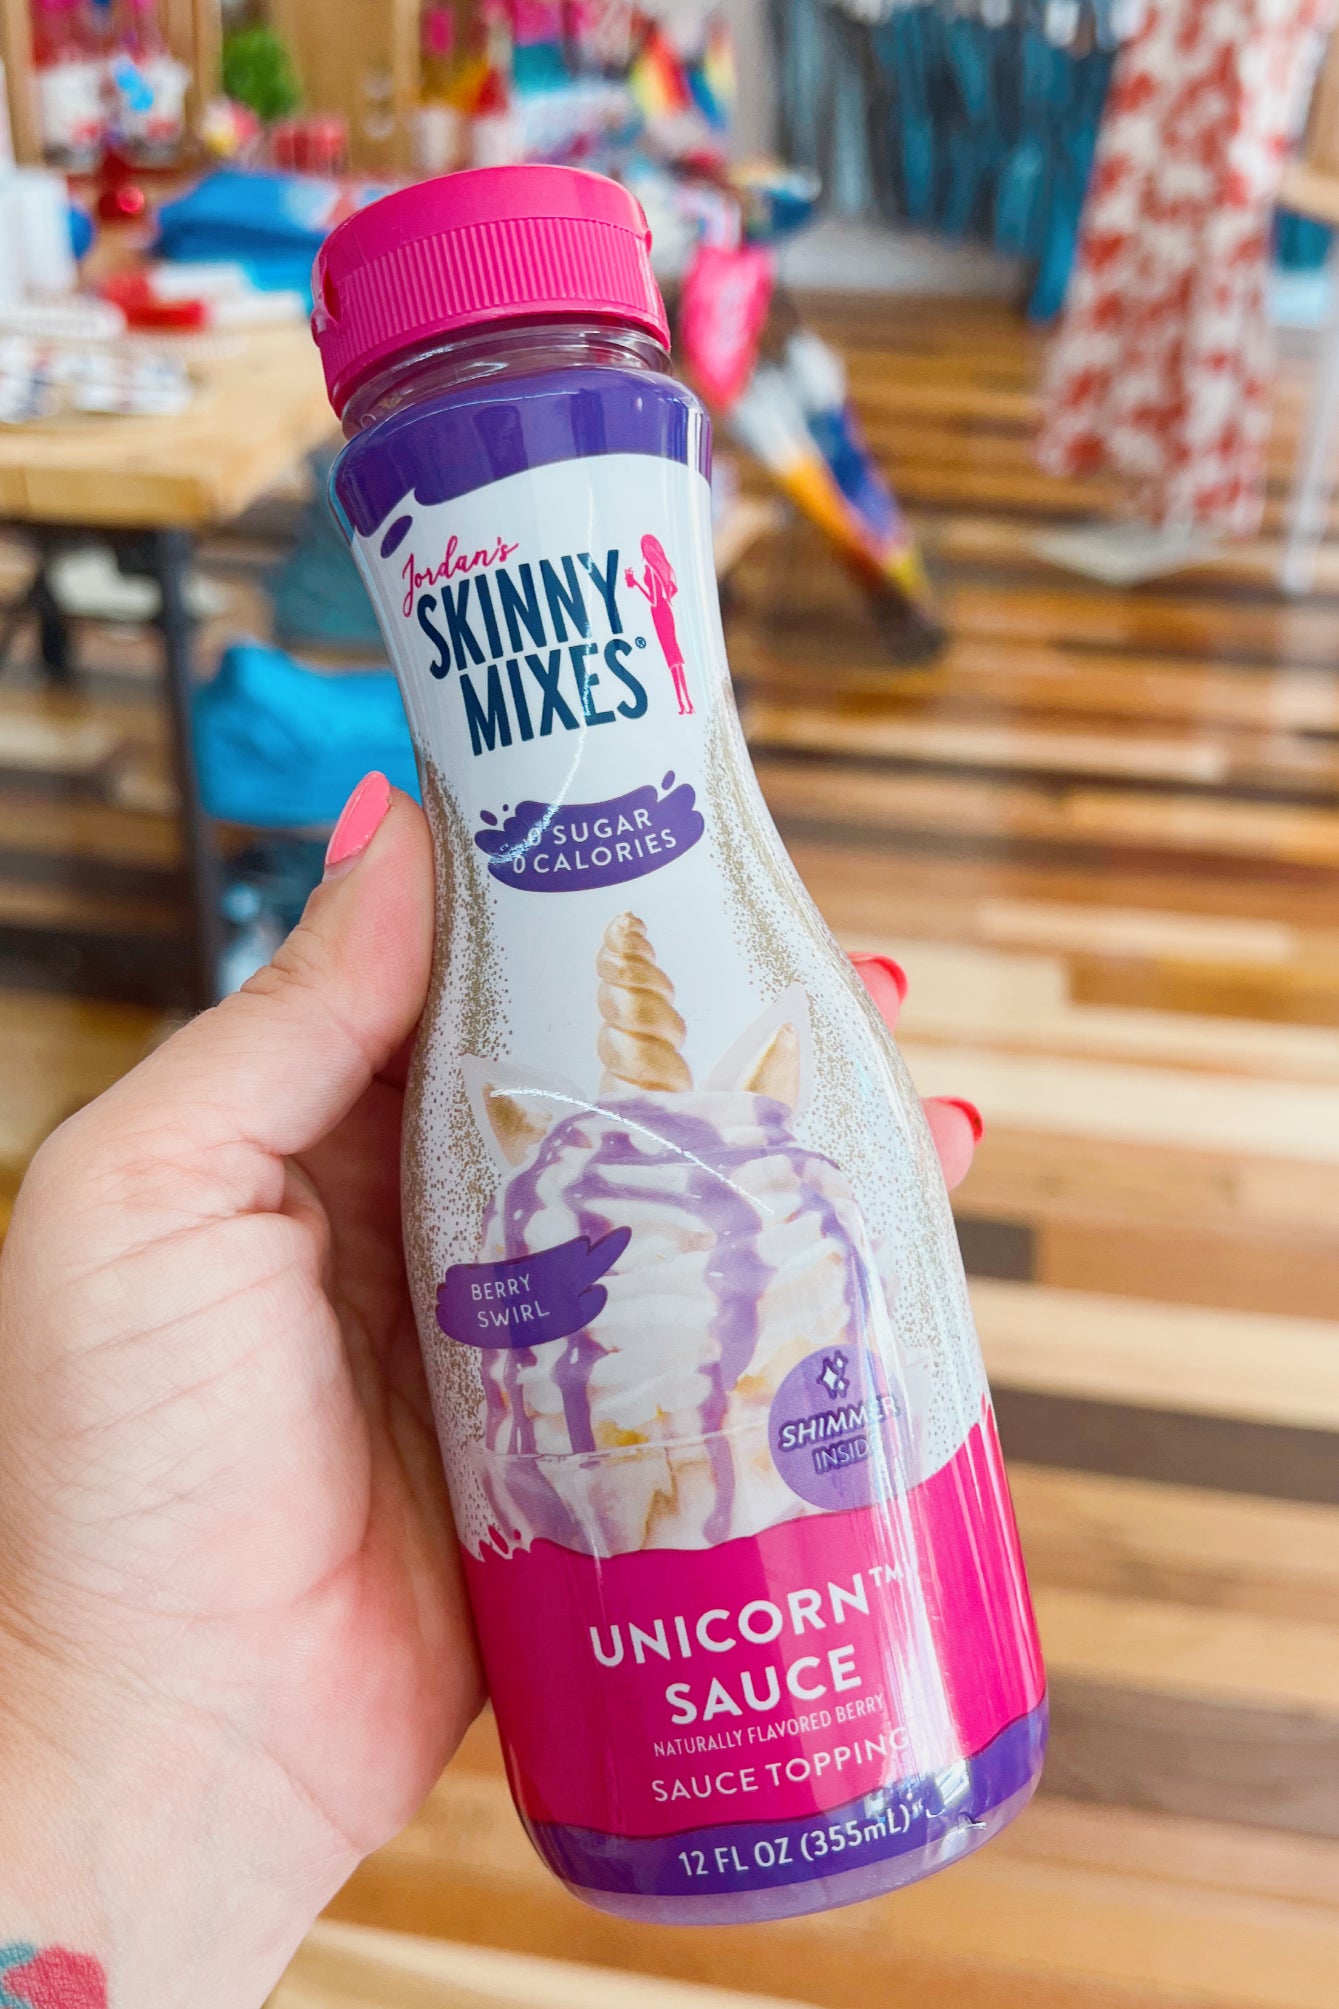 Jordan's
SKINNY
MIXES®
0 SUGAR
0 CALORIES
BERRY
SWIRL
SHIMMER
INSIDE
UNICORN™
SAUCE
NATURALLY FLAVORED BERRY
SAUCE TOPPING
12 FL OZ (355mL)